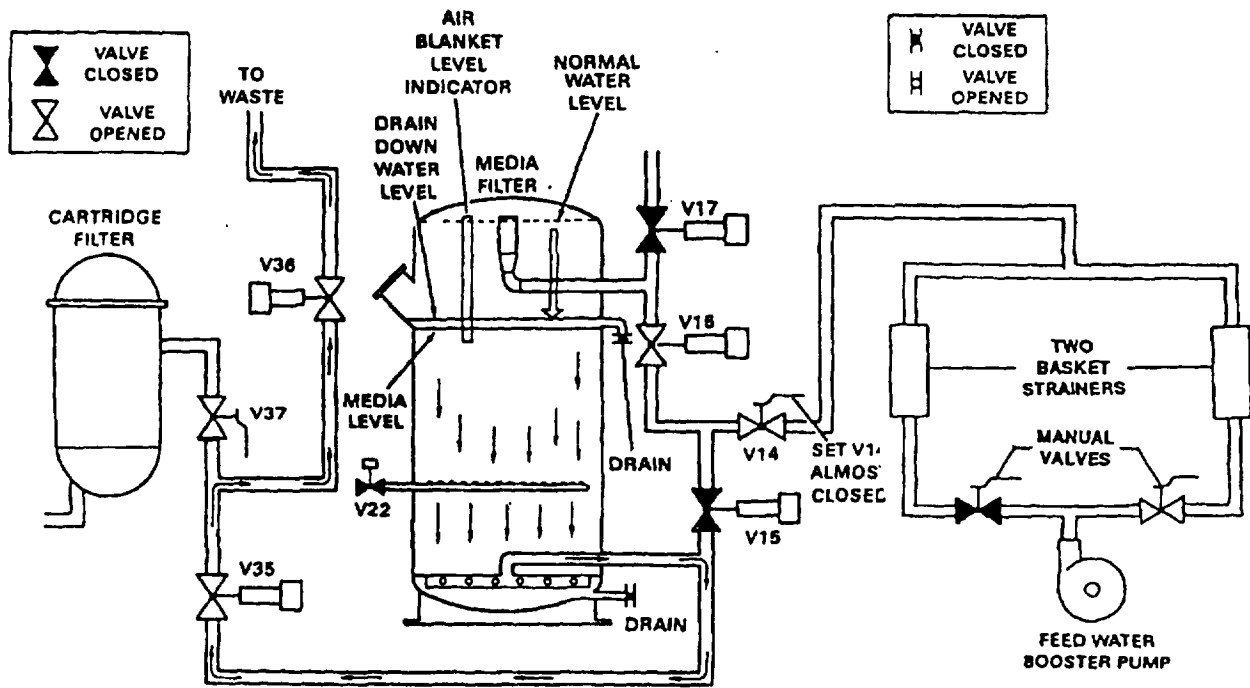 VALVE
CLOSED
VALVE
OPENED
TO
WASTE
AIR
BLANKET
LEVEL
INDICATOR
NORMAL
WATER
LEVEL
VALVE
CLOSED
VALVE
OPENED
DRAIN
DOWN
WATER
LEVEL
MEDIA
FILTER
CARTRIDGE
FILTER
V36
V17
V16
TWO
BASKET
STRAINERS
V37
MEDIA
LEVEL
DRAIN
V14
SET V14
ALMOS
CLOSED
MANUAL
VALVES
V22
V15
V35
DRAIN
FEED WATER
BOOSTER PUMP